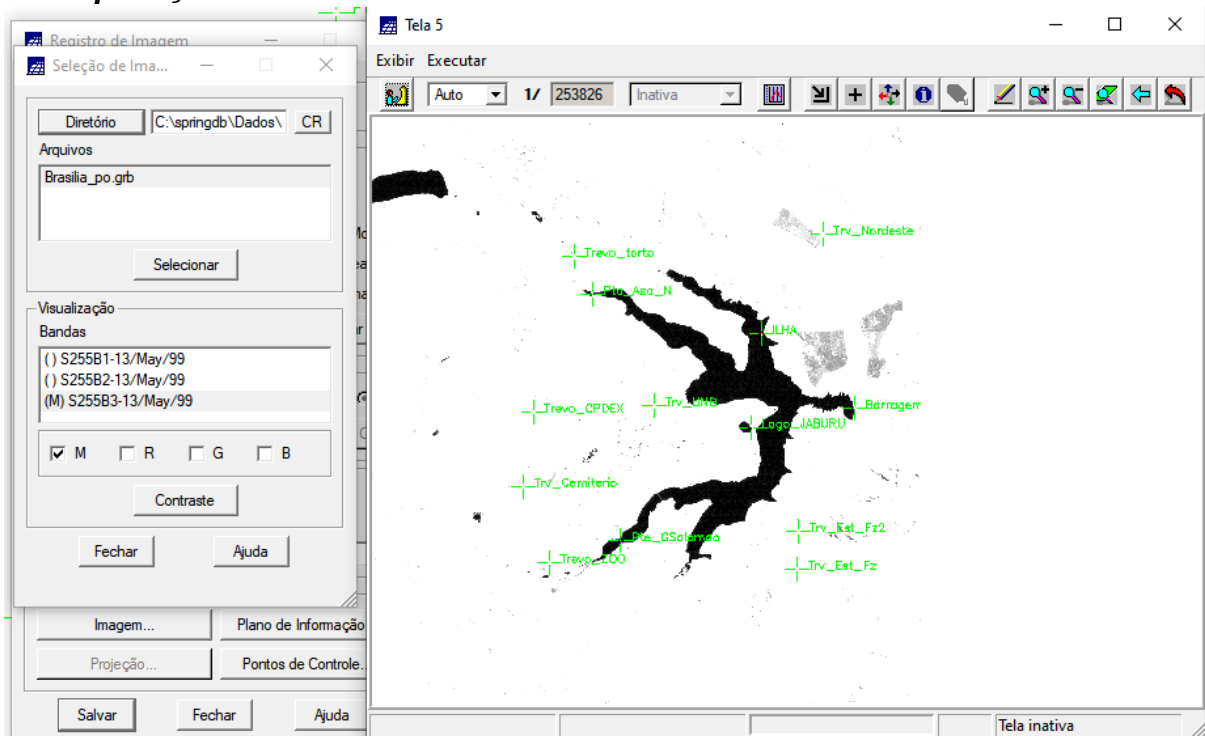 Registro de Imagem
Seleção de Ima...
Diretório
C:\springdb\Dados\
CR
Arquivos
Brasilia_po.grb
Selecionar
Visualização
Bandas
( ) S255B1-13/May/99
( ) S255B2-13/May/99
(M) S255B3-13/May/99
M R G B
Contraste
Fechar
Ajuda
Imagem...
Plano de Informação
Projeção...
Pontos de Controle...
Salvar
Fechar
Ajuda
Tela 5
Exibir Executar
Auto
1/
253826
Inativa
Trv_Nordeste
Trevo_torto
Pte_Asa_N
ILHA
Trevo_CPDEX
Trv_UNB
Barragem
Lago_JABURU
Trv_Cemiterio
Trv_Est_Fz2
Pte_GSalomao
Trevo_ZOO
Trv_Est_Fz
Tela inativa